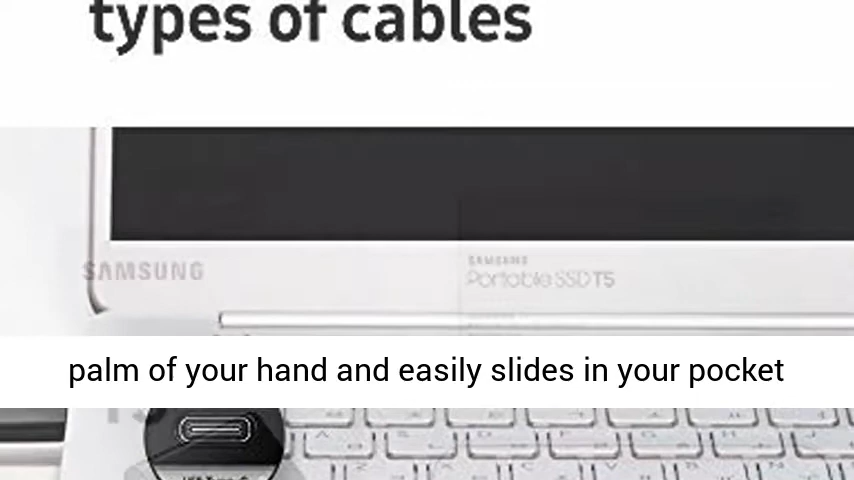 types of cables
SAMSUNG
SAMSUNG
Portable SSD T5
palm of your hand and easily slides in your pocket